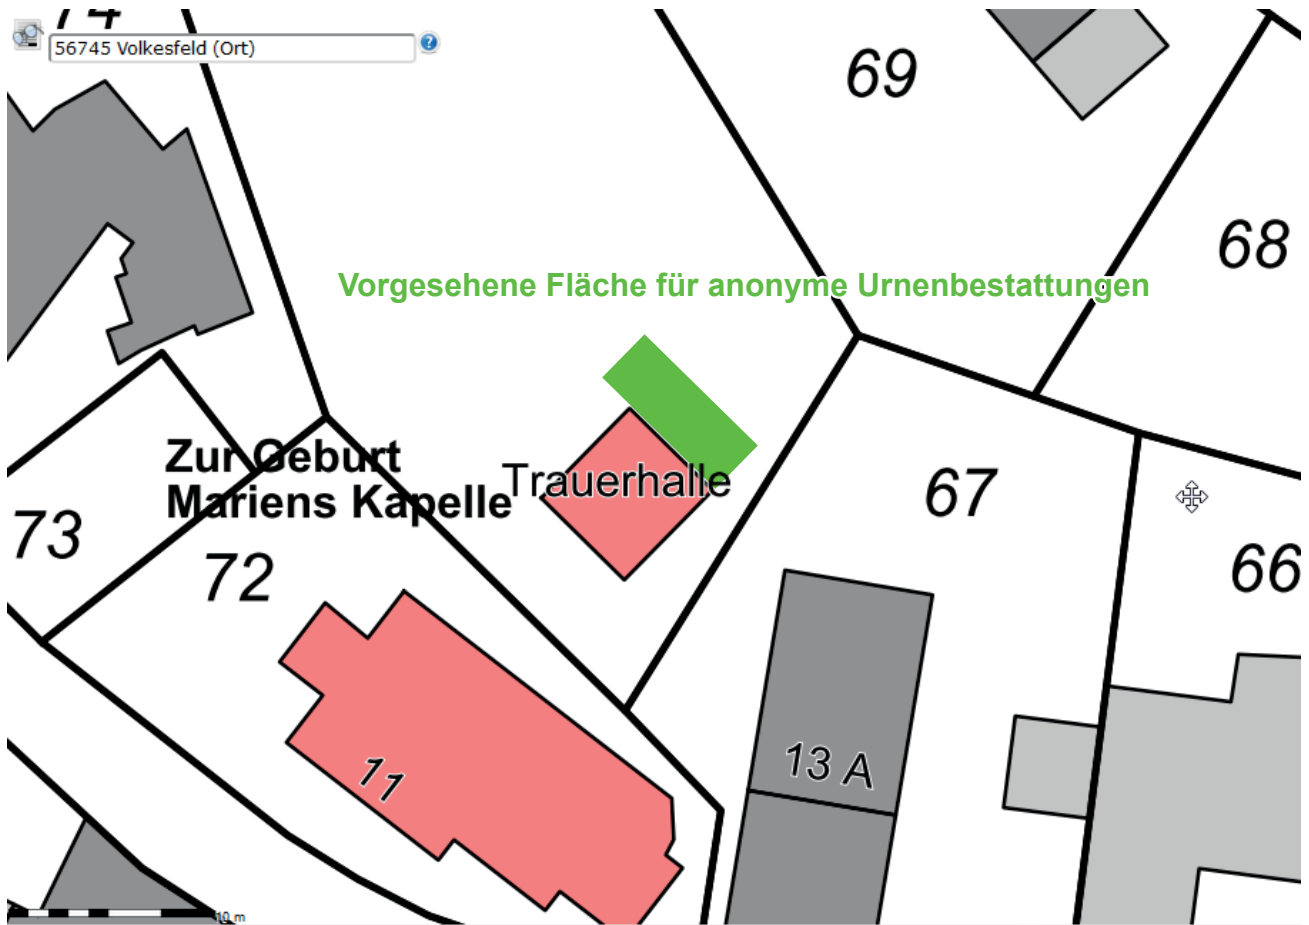 74
56745 Volkesfeld (Ort)
?
69
68
Vorgesehene Fläche für anonyme Urnenbestattungen
Zur Geburt
Mariens Kapelle
Trauerhalle
67
73
72
66
13 A
11
10 m